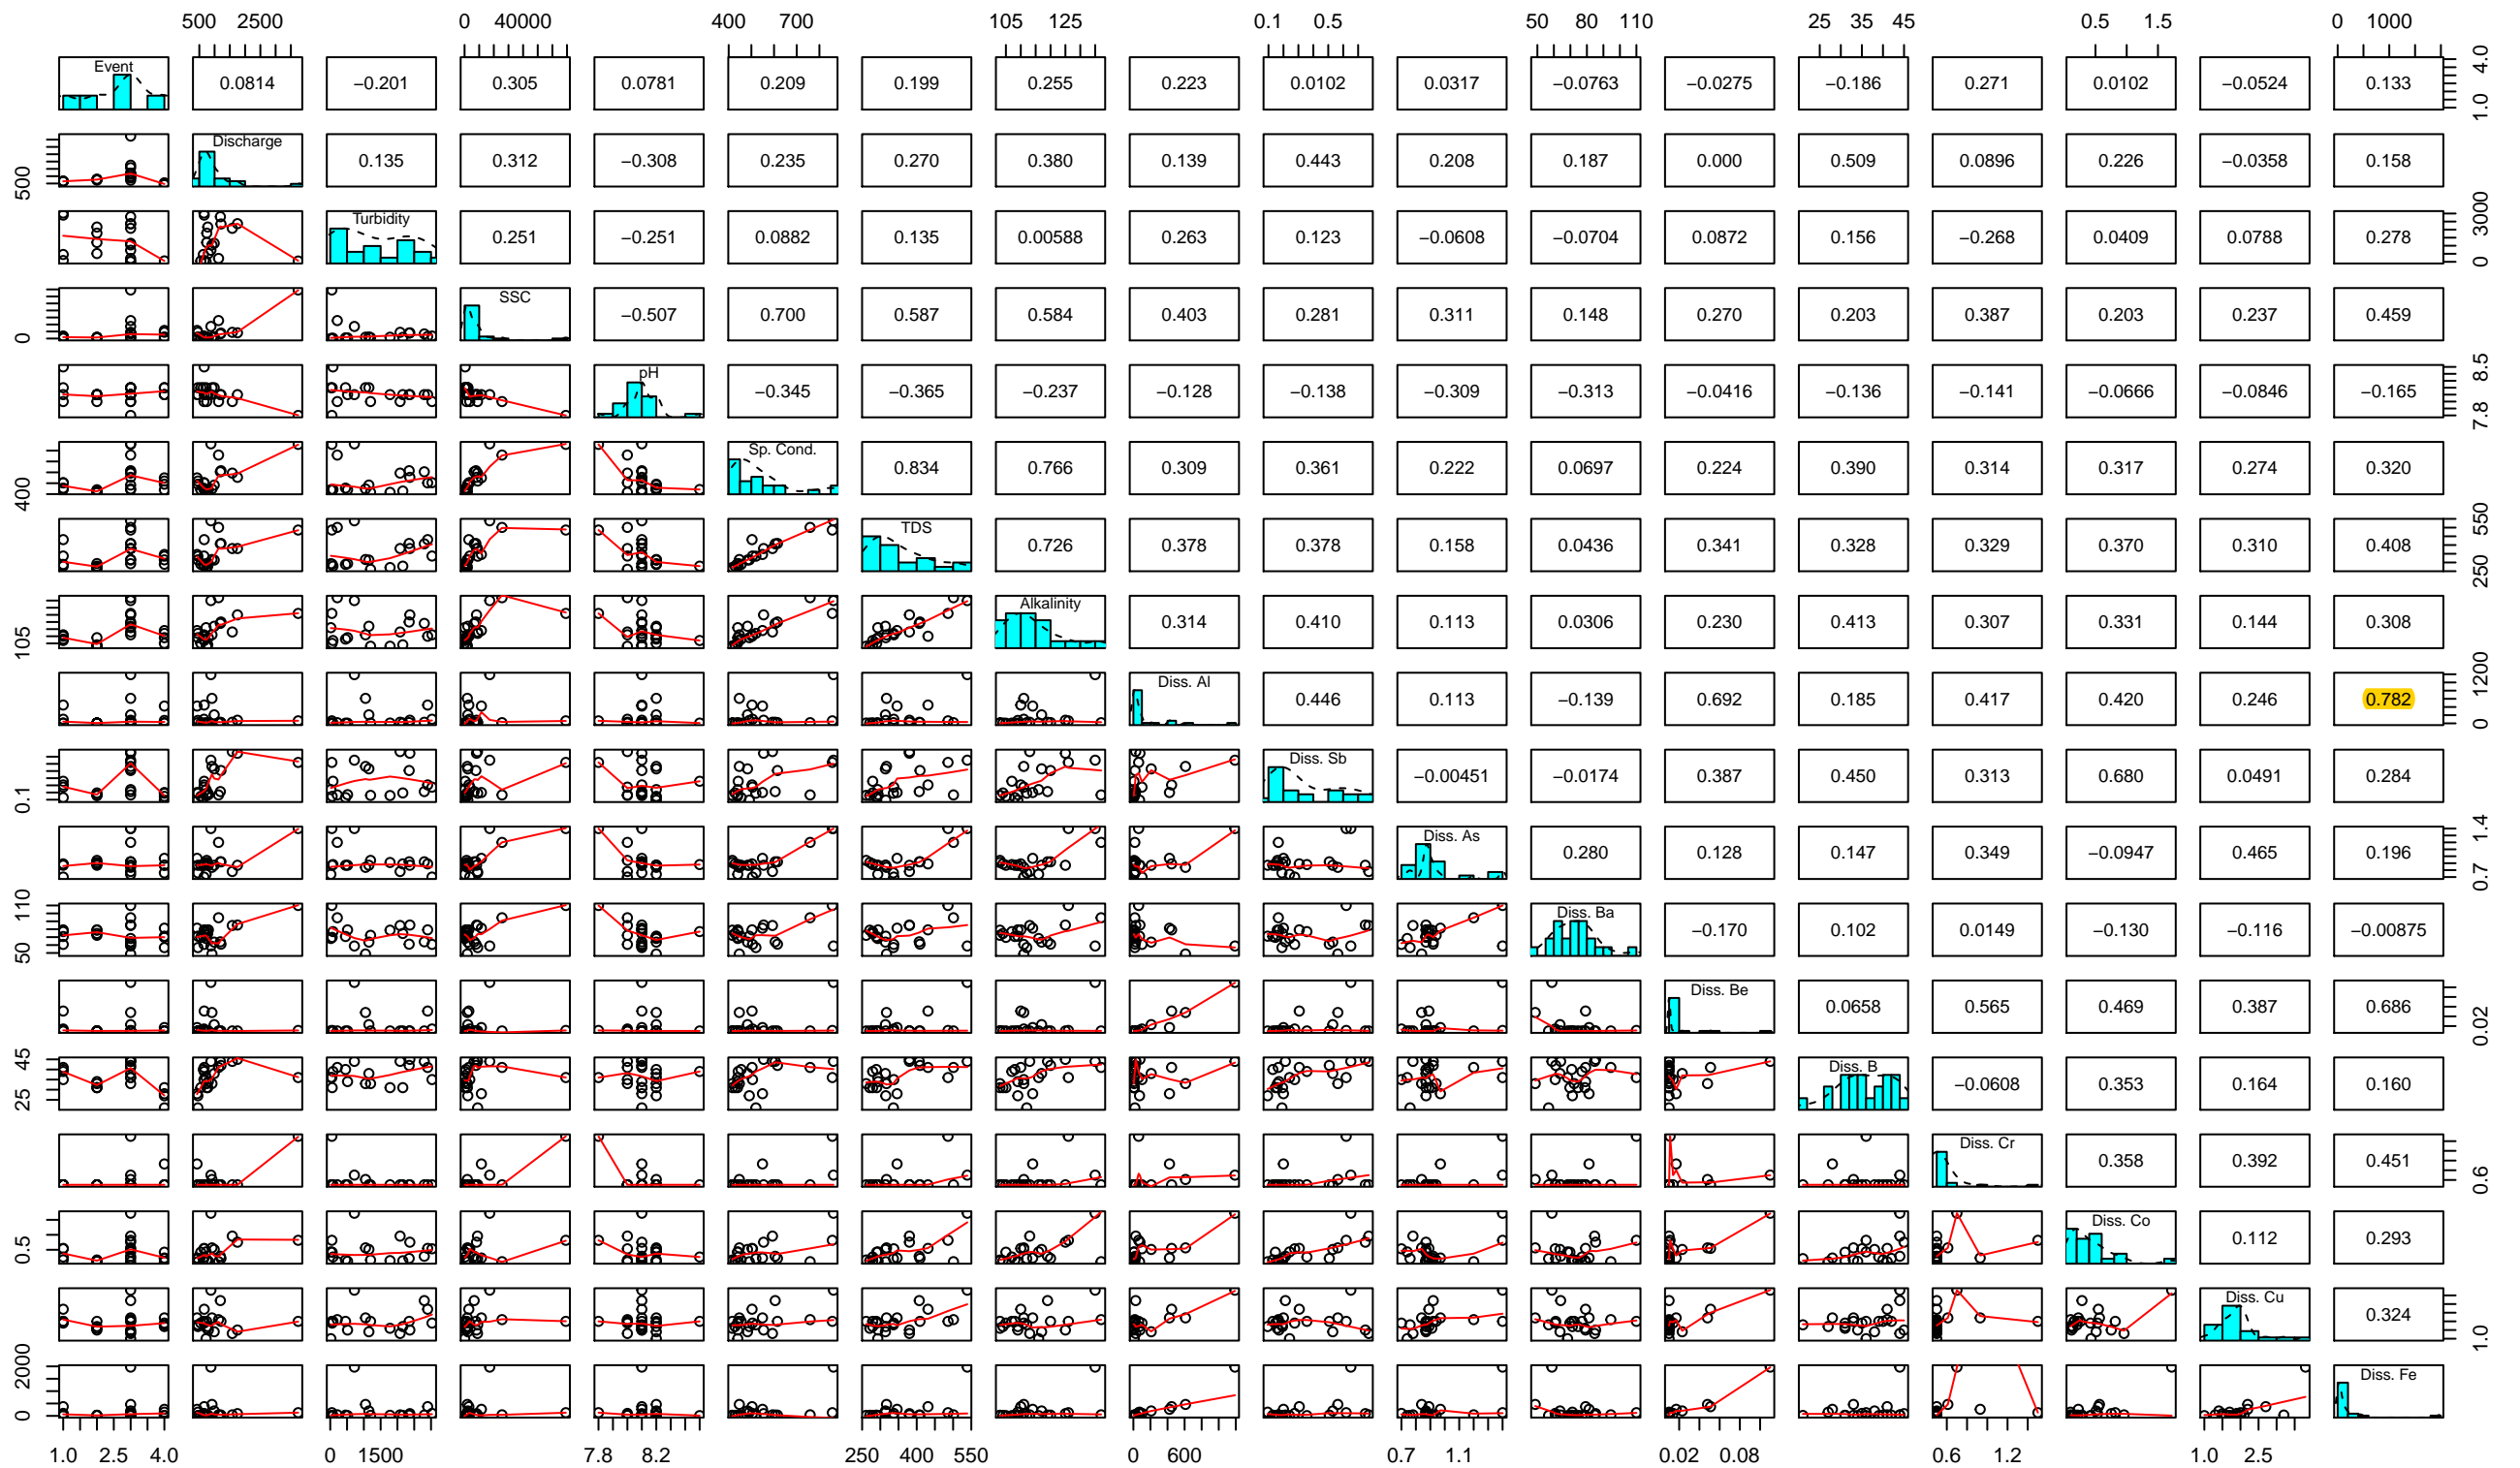 500 2500 0 40000 400 700 105 125 0.1 0.5 50 80 110 25 35 45 0.5 1.5 0 1000
Event 0.0814 −0.201 0.305 0.0781 0.209 0.199 0.255 0.223 0.0102 0.0317 −0.0763 −0.0275 −0.186 0.271 0.0102 −0.0524 0.133 1.0 4.0
500 Discharge 0.135 0.312 −0.308 0.235 0.270 0.380 0.139 0.443 0.208 0.187 0.000 0.509 0.0896 0.226 −0.0358 0.158
Turbidity 0.251 −0.251 0.0882 0.135 0.00588 0.263 0.123 −0.0608 −0.0704 0.0872 0.156 −0.268 0.0409 0.0788 0.278 0 3000
0 SSC −0.507 0.700 0.587 0.584 0.403 0.281 0.311 0.148 0.270 0.203 0.387 0.203 0.237 0.459
pH −0.345 −0.365 −0.237 −0.128 −0.138 −0.309 −0.313 −0.0416 −0.136 −0.141 −0.0666 −0.0846 −0.165 7.8 8.5
400 Sp. Cond. 0.834 0.766 0.309 0.361 0.222 0.0697 0.224 0.390 0.314 0.317 0.274 0.320
TDS 0.726 0.378 0.378 0.158 0.0436 0.341 0.328 0.329 0.370 0.310 0.408 250 550
105 Alkalinity 0.314 0.410 0.113 0.0306 0.230 0.413 0.307 0.331 0.144 0.308
Diss. Al 0.446 0.113 −0.139 0.692 0.185 0.417 0.420 0.246 0.782 0 1200
0.1 Diss. Sb −0.00451 −0.0174 0.387 0.450 0.313 0.680 0.0491 0.284
Diss. As 0.280 0.128 0.147 0.349 −0.0947 0.465 0.196 0.7 1.4
50 110 Diss. Ba −0.170 0.102 0.0149 −0.130 −0.116 −0.00875
Diss. Be 0.0658 0.565 0.469 0.387 0.686 0.02
25 45 Diss. B −0.0608 0.353 0.164 0.160
Diss. Cr 0.358 0.392 0.451 0.6
0.5 Diss. Co 0.112 0.293
Diss. Cu 0.324 1.0
0 2000 Diss. Fe
1.0 2.5 4.0 0 1500 7.8 8.2 250 400 550 0 600 0.7 1.1 0.02 0.08 0.6 1.2 1.0 2.5